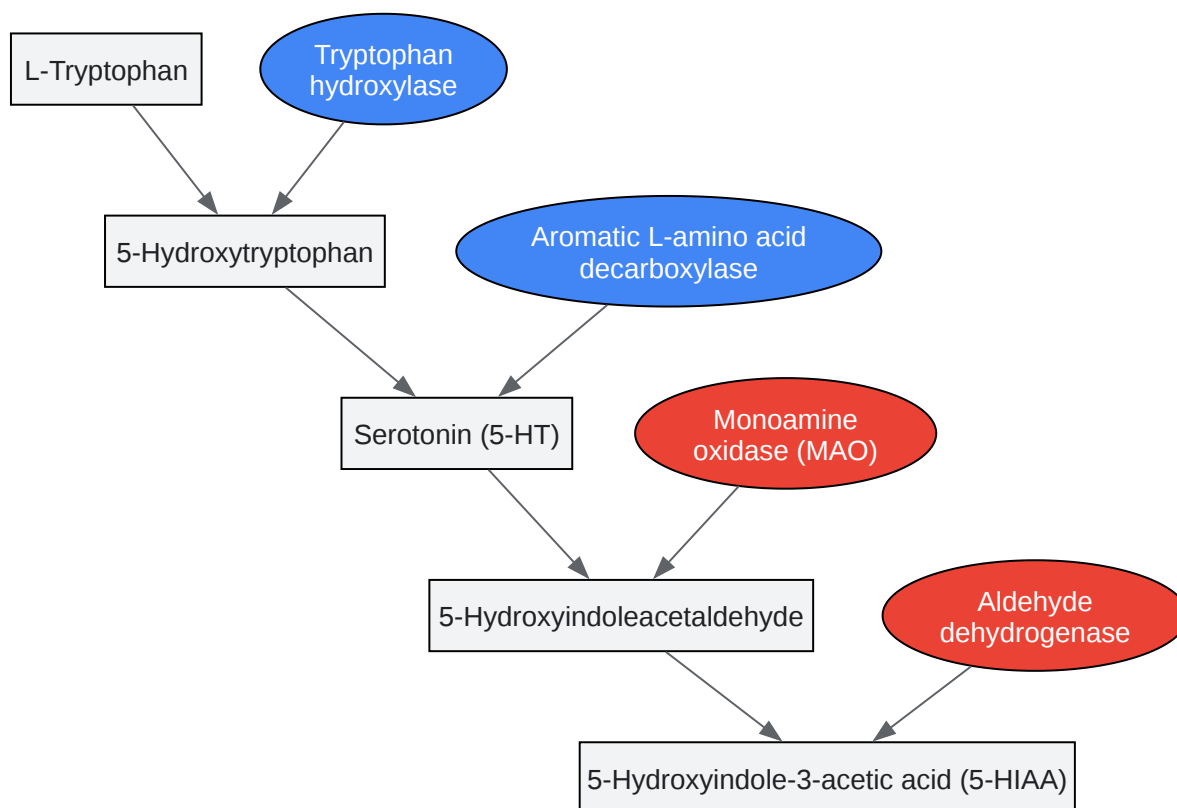 L-Tryptophan
Tryptophan
hydroxylase
5-Hydroxytryptophan
Aromatic L-amino acid
decarboxylase
Serotonin (5-HT)
Monoamine
oxidase (MAO)
5-Hydroxyindoleacetaldehyde
Aldehyde
dehydrogenase
5-Hydroxyindole-3-acetic acid (5-HIAA)